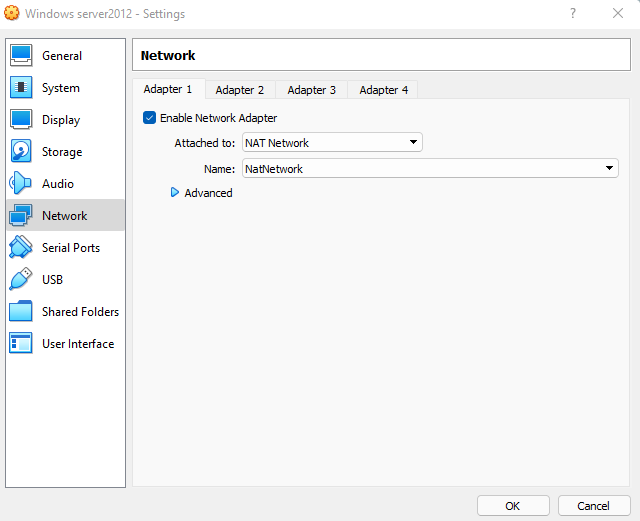 Windows server2012 - Settings
?
General
System
Display
Storage
Audio
Network
Serial Ports
USB
Shared Folders
User Interface
Network
Adapter 1 Adapter 2 Adapter 3 Adapter 4
Enable Network Adapter
Attached to: NAT Network
Name: NatNetwork
Advanced
OK Cancel